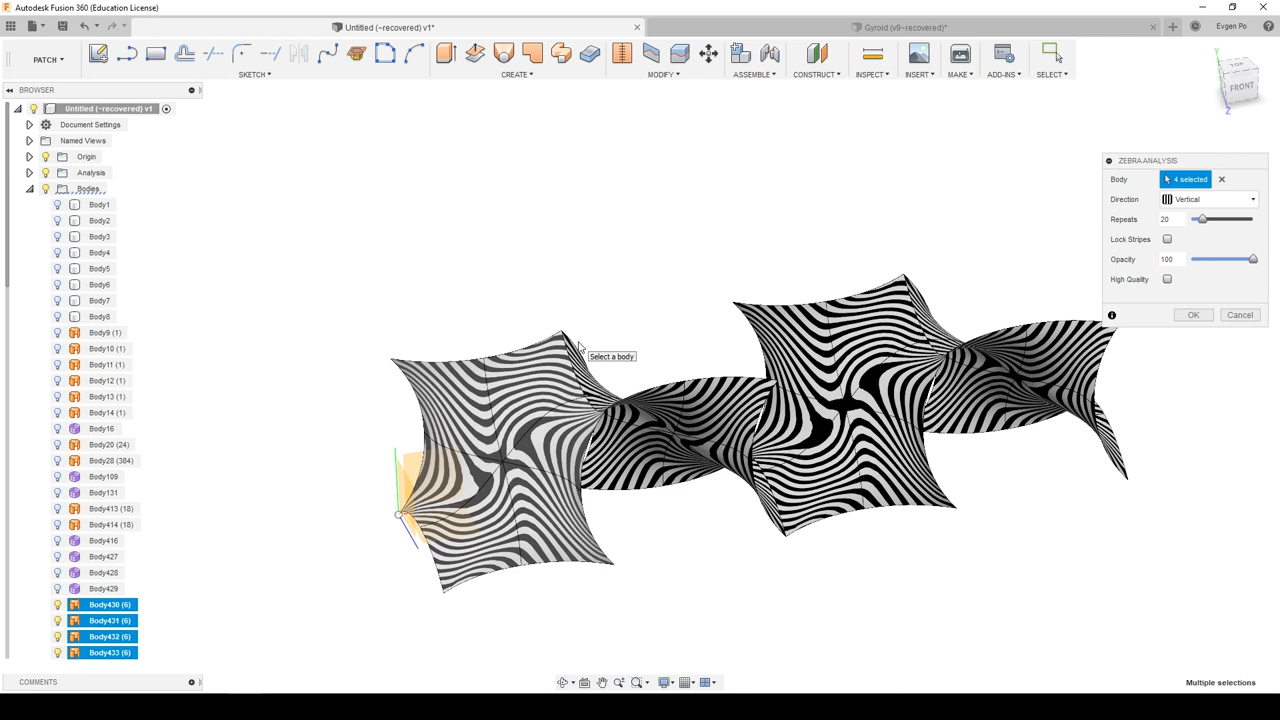 Autodesk Fusion 360 (Education License)
Untitled (~recovered) v1*
Gyroid (v9~recovered)*
Evgen Po
PATCH
SKETCH
CREATE
MODIFY
ASSEMBLE
CONSTRUCT
INSPECT
INSERT
MAKE
ADD-INS
SELECT
BROWSER
Untitled (~recovered) v1
Document Settings
Named Views
Origin
Analysis
Bodies
Body1
Body2
Body3
Body4
Body5
Body6
Body7
Body8
Body9 (1)
Body10 (1)
Body11 (1)
Body12 (1)
Body13 (1)
Body14 (1)
Body16
Body20 (24)
Body28 (384)
Body109
Body131
Body413 (18)
Body414 (18)
Body416
Body427
Body428
Body429
Body430 (6)
Body431 (6)
Body432 (6)
Body433 (6)
COMMENTS
Select a body
Y
TOP
FRONT
Z
ZEBRA ANALYSIS
Body 4 selected
Direction Vertical
Repeats 20
Lock Stripes
Opacity 100
High Quality
OK Cancel
Multiple selections